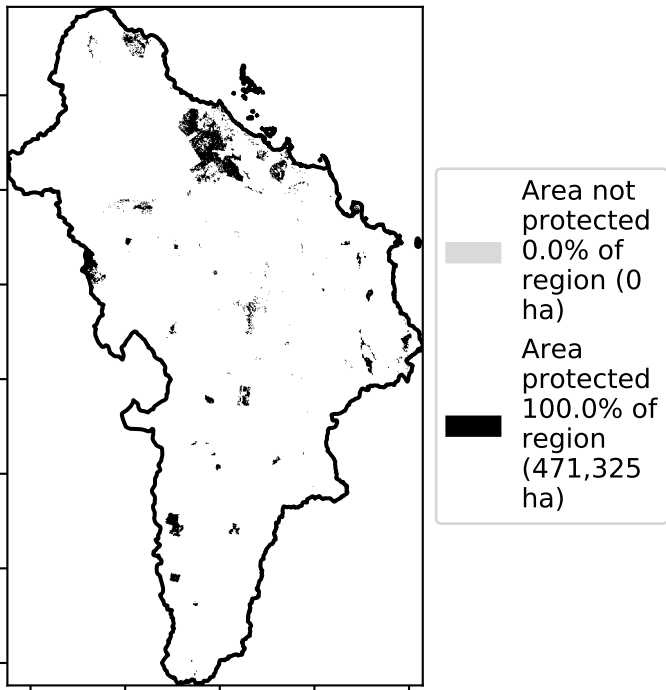 Area not
protected
0.0% of
region (0
ha)
Area
protected
100.0% of
region
(471,325
ha)